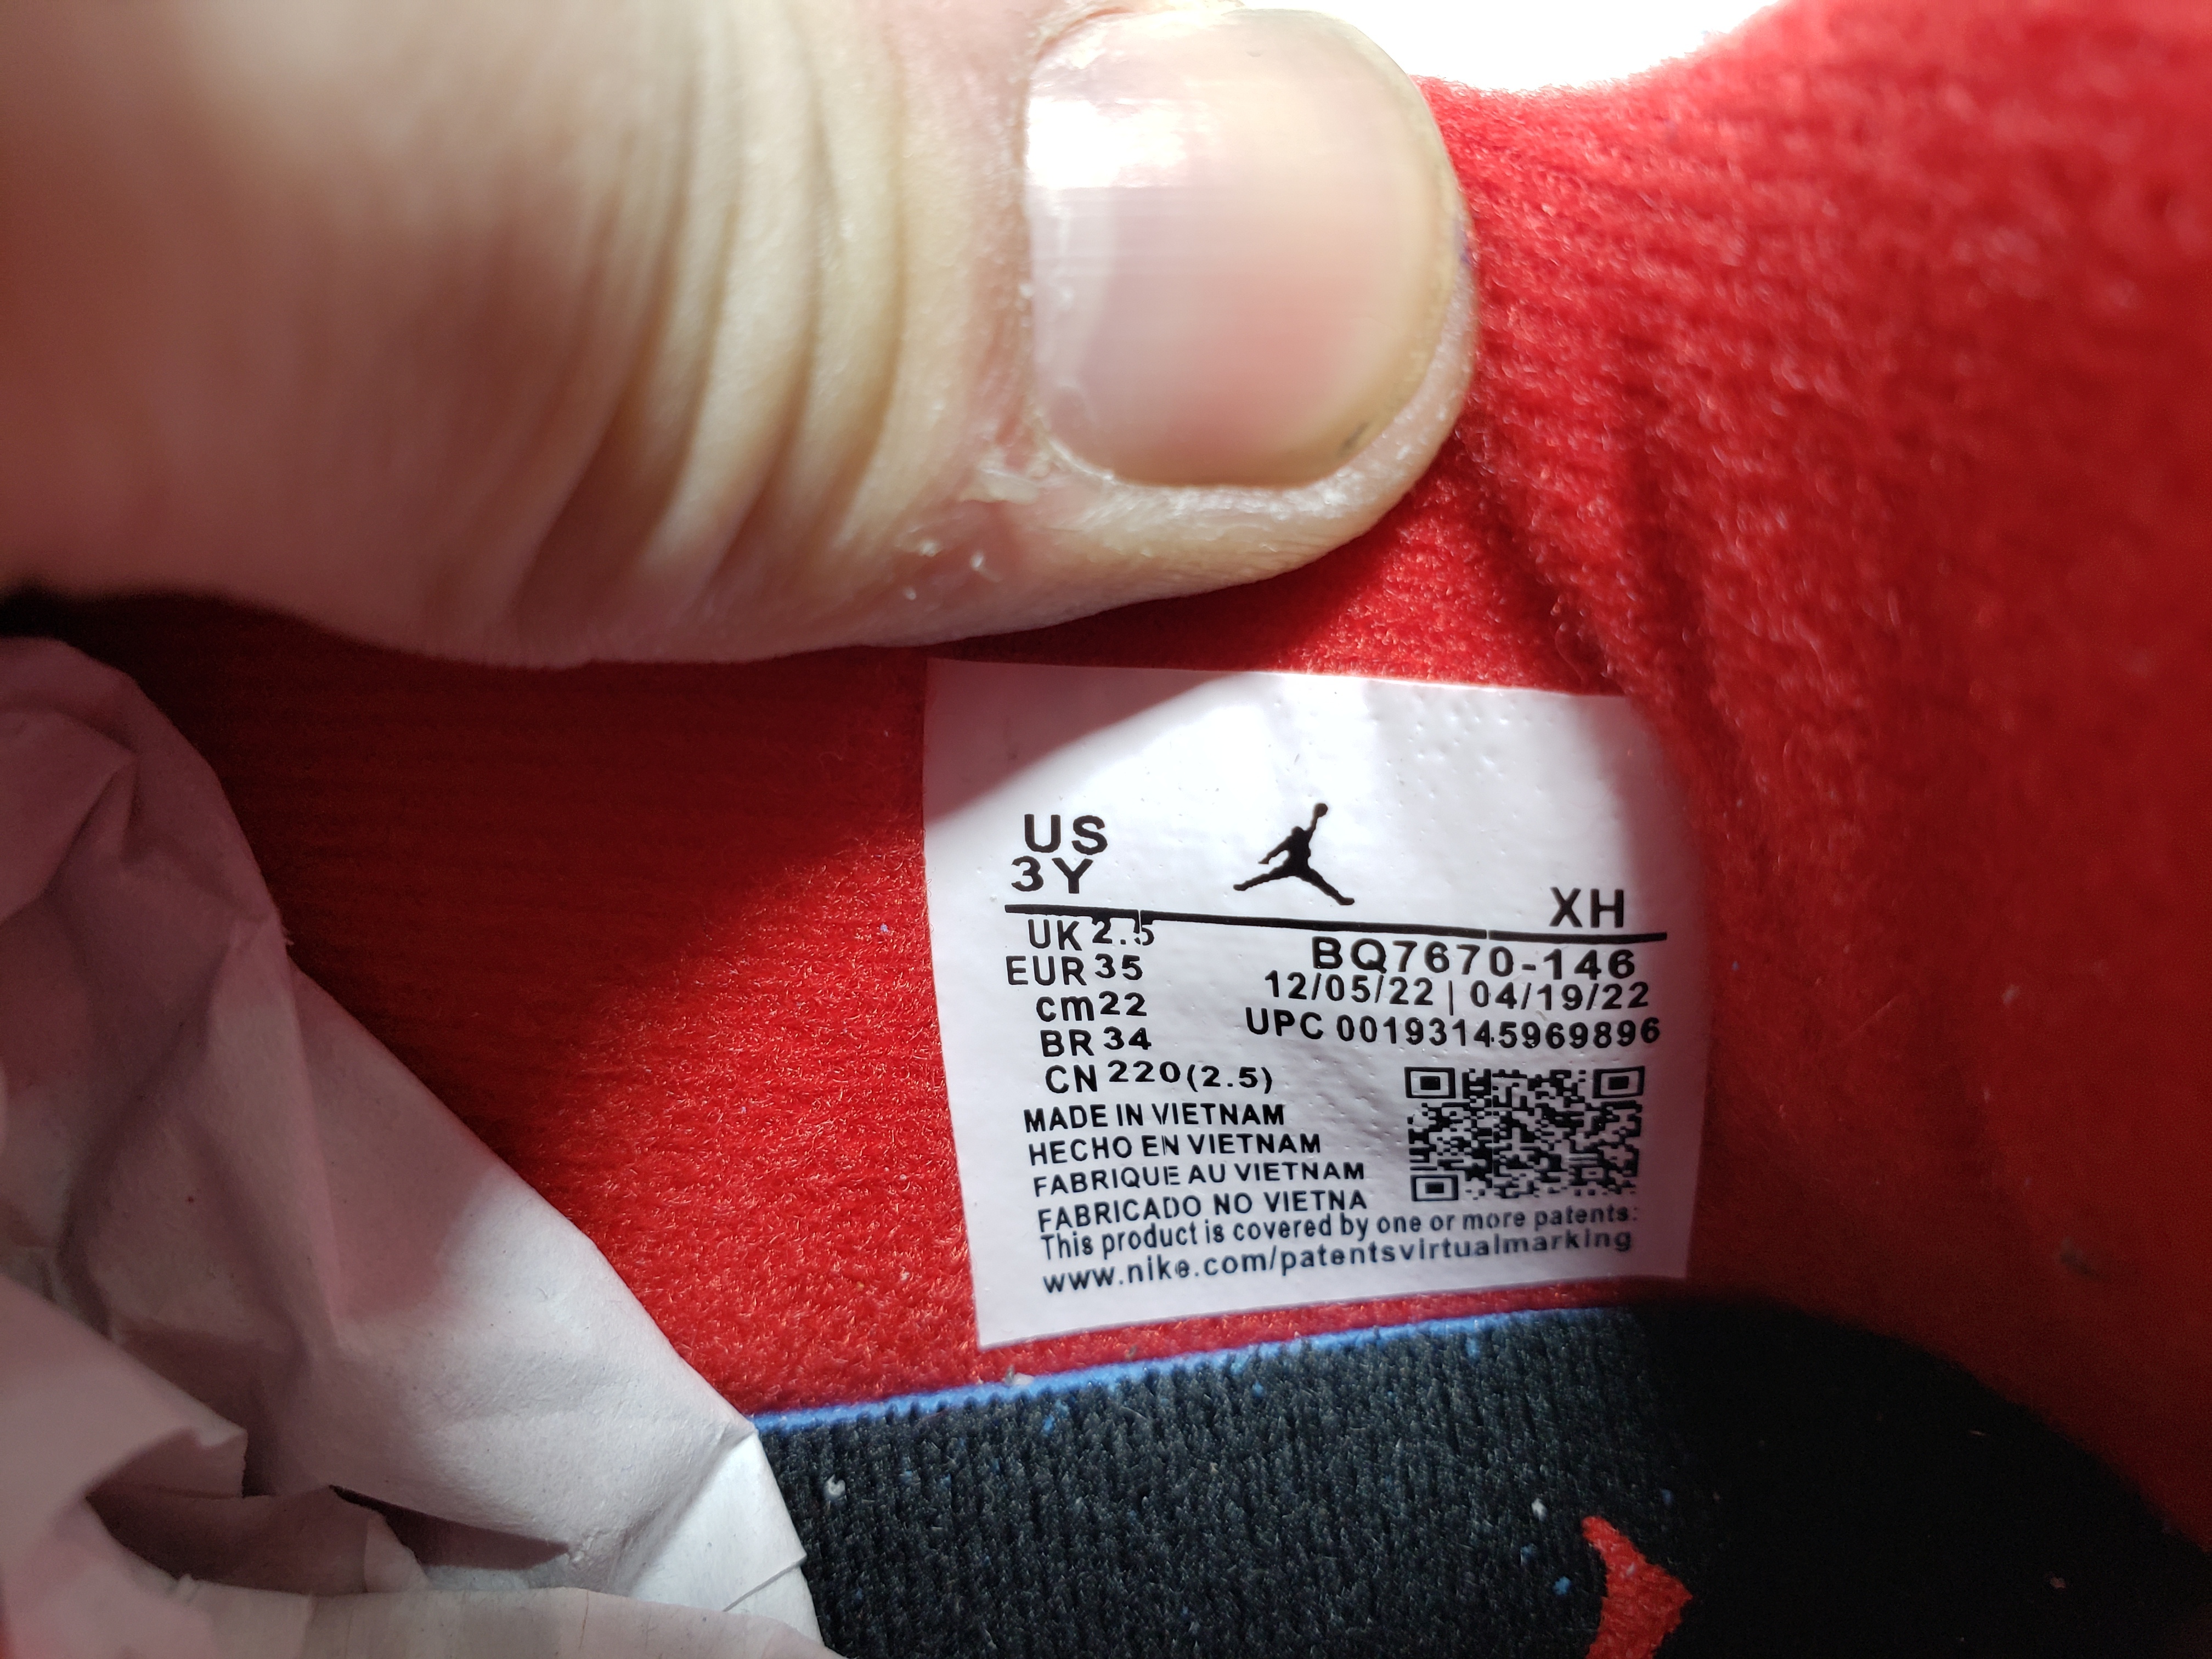 US
3Y
XH
UK 2.5
EUR 35
cm 22
BR 34
CN 220 (2.5)
BQ7670-146
12/05/22 | 04/19/22
UPC 00193145969896
MADE IN VIETNAM
HECHO EN VIETNAM
FABRIQUE AU VIETNAM
FABRICADO NO VIETNA
This product is covered by one or more patents:
www.nike.com/patentsvirtualmarking